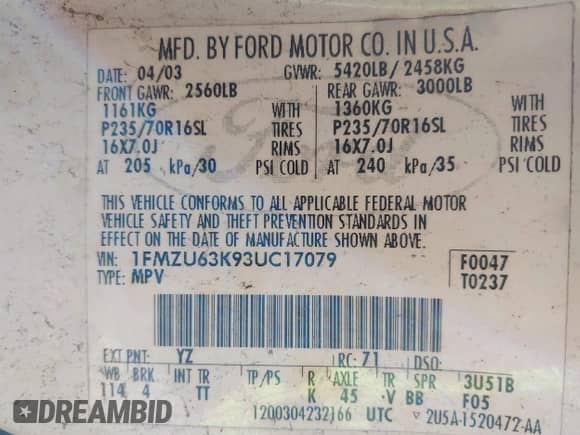 MFD. BY FORD MOTOR CO. IN U.S.A.
DATE: 04/03 GVWR: 5420LB / 2458KG
FRONT GAWR: 2560LB REAR GAWR: 3000LB
1161KG WITH 1360KG WITH
P235/70R16SL TIRES P235/70R16SL TIRES
16X7.0J RIMS 16X7.0J RIMS
AT 205 kPa/30 PSI COLD AT 240 kPa/35 PSI COLD
THIS VEHICLE CONFORMS TO ALL APPLICABLE FEDERAL MOTOR
VEHICLE SAFETY AND THEFT PREVENTION STANDARDS IN
EFFECT ON THE DATE OF MANUFACTURE SHOWN ABOVE.
VIN: 1FMZU63K93UC17079 F0047
TYPE: MPV T0237
EXT PNT: YZ RC: 71 DSO:
WB BRK INT TR TP/PS R AXLE TR SPR 3U51B
114 4 TT K 45 V BB F05
1200304232166 UTC 2U5A-1520472-AA
Ford
DREAMBID